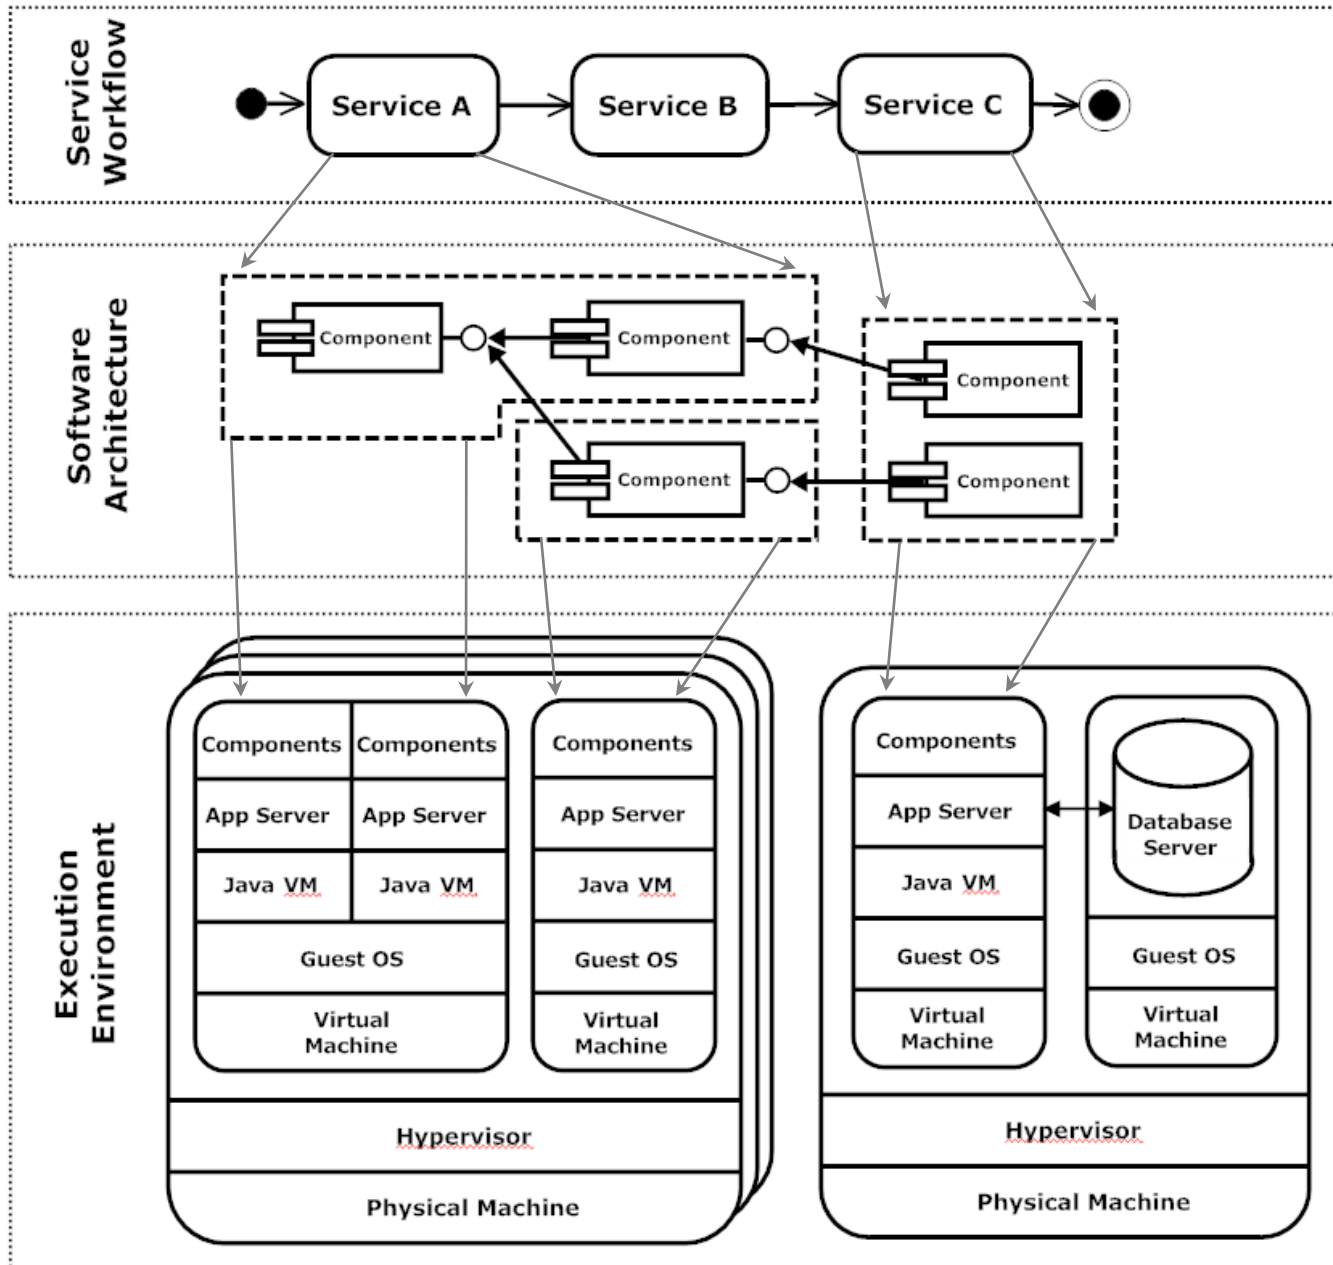 Service
Workflow
Service A
Service B
Service C
Software
Architecture
Component
Component
Component
Component
Component
Execution
Environment
Components
Components
App Server
App Server
Java VM
Java VM
Guest OS
Virtual
Machine
Components
App Server
Java VM
Guest OS
Virtual
Machine
Hypervisor
Physical Machine
Components
App Server
Java VM
Guest OS
Virtual
Machine
Database
Server
Guest OS
Virtual
Machine
Hypervisor
Physical Machine